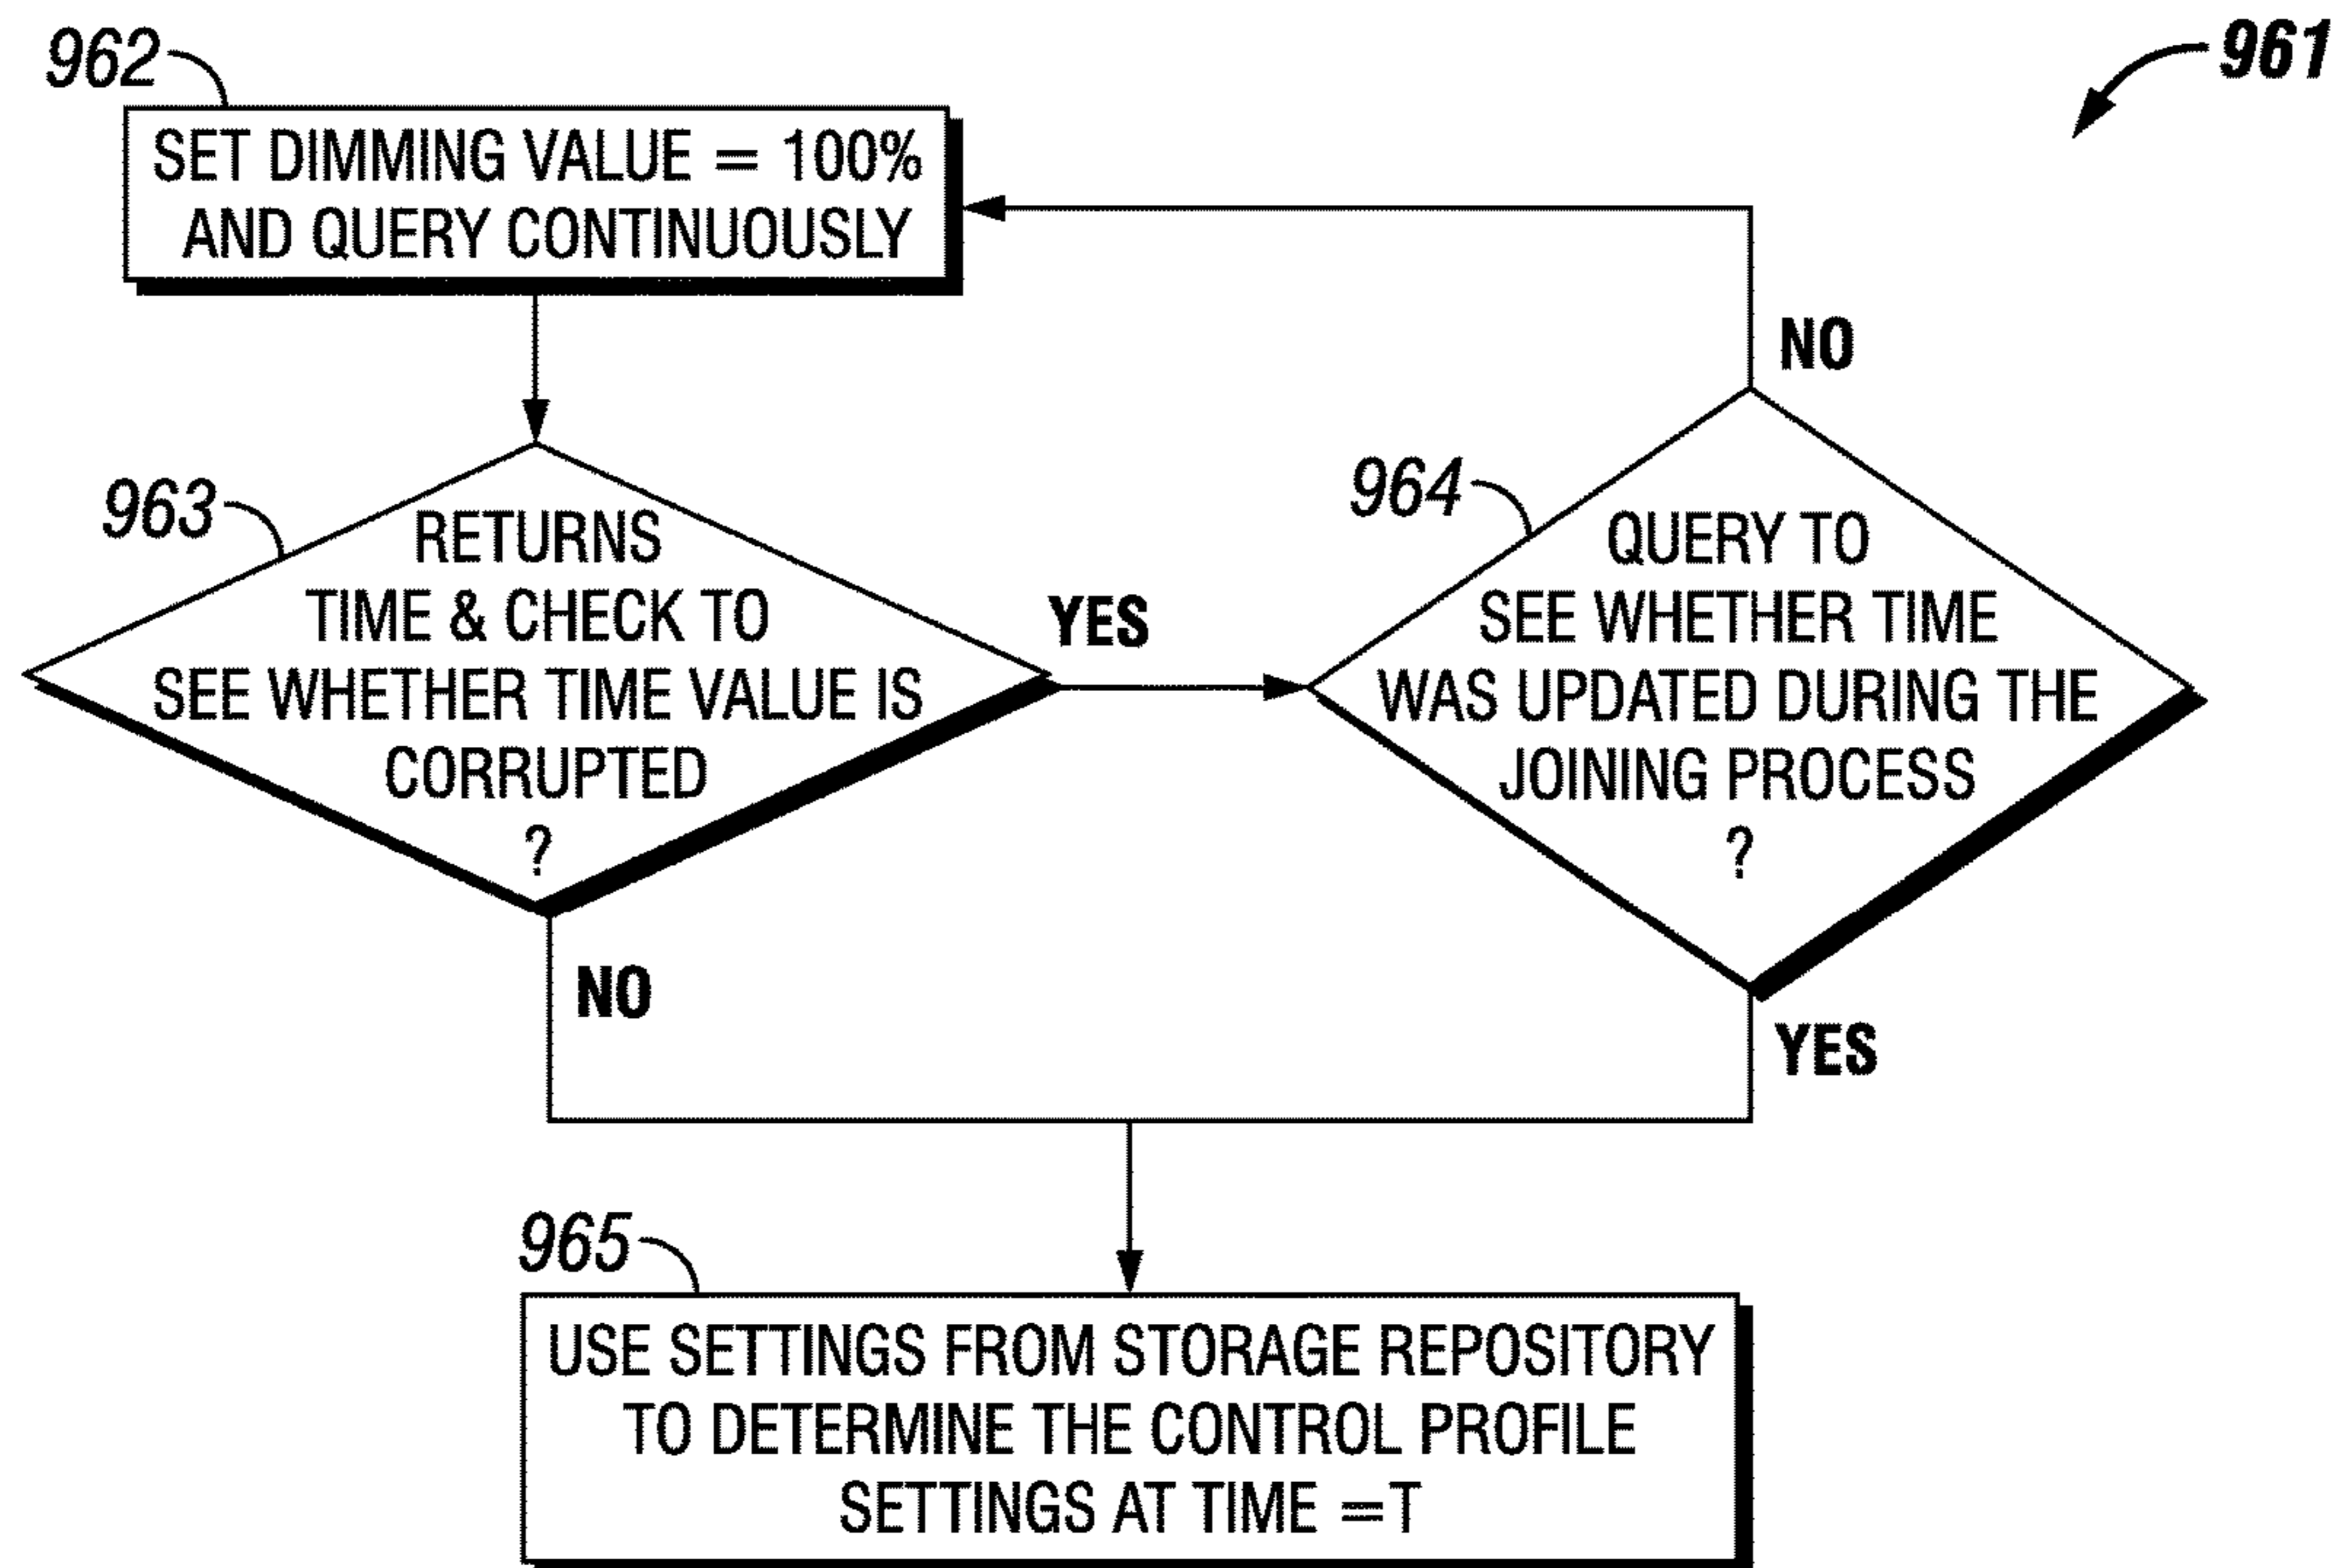 962
961
SET DIMMING VALUE = 100%
AND QUERY CONTINUOUSLY
NO
963
RETURNS
TIME & CHECK TO
SEE WHETHER TIME VALUE IS
CORRUPTED
?
YES
964
QUERY TO
SEE WHETHER TIME
WAS UPDATED DURING THE
JOINING PROCESS
?
NO
YES
965
USE SETTINGS FROM STORAGE REPOSITORY
TO DETERMINE THE CONTROL PROFILE
SETTINGS AT TIME =T